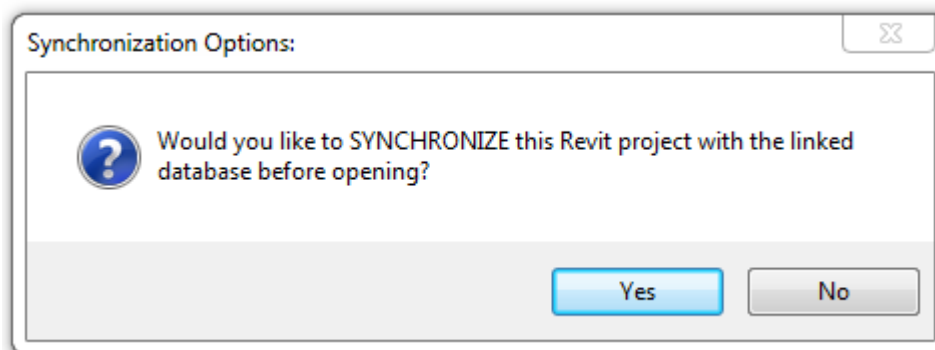 Synchronization Options:
Would you like to SYNCHRONIZE this Revit project with the linked
database before opening?
Yes
No